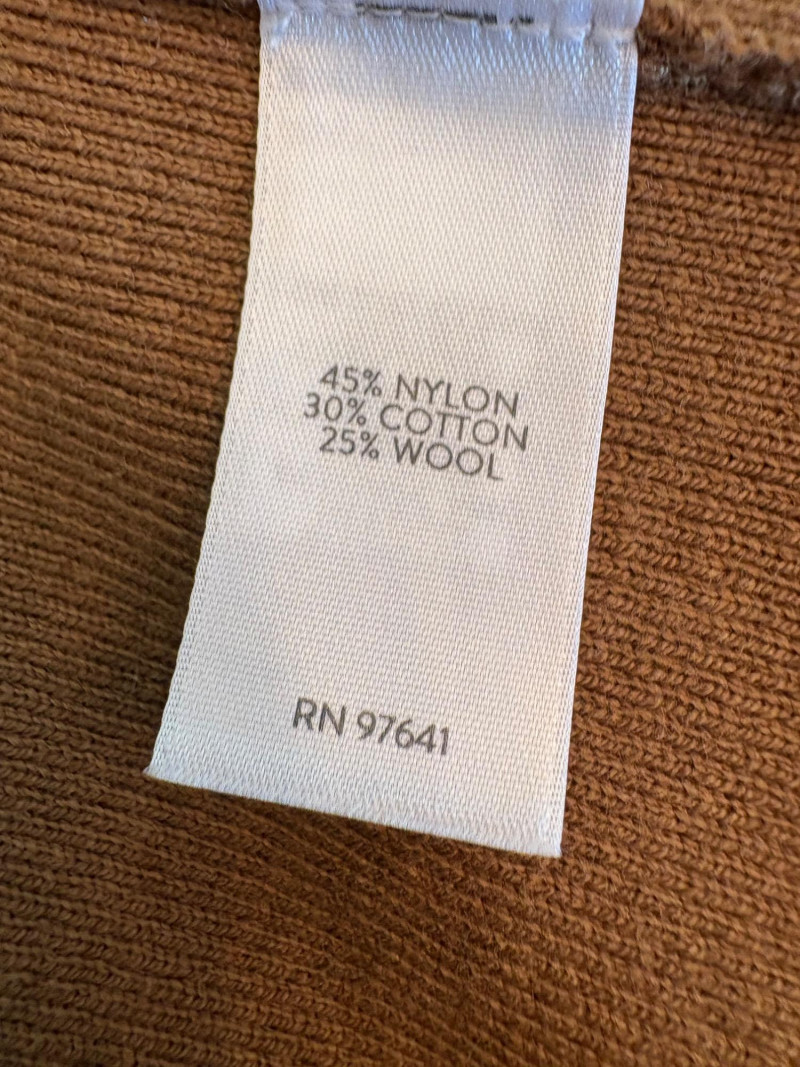 45% NYLON
30% COTTON
25% WOOL
RN 97641